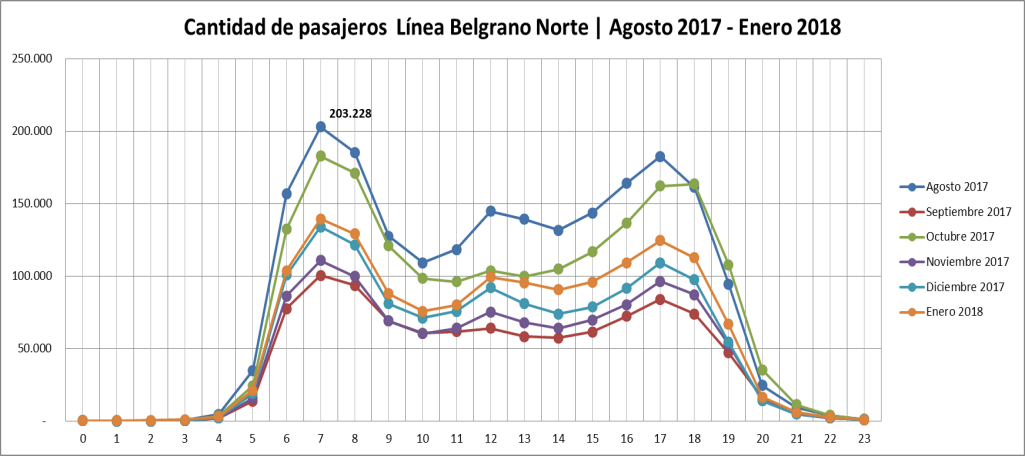 Cantidad de pasajeros Línea Belgrano Norte | Agosto 2017 - Enero 2018
250.000
200.000
150.000
100.000
50.000
-
203.228
0 1 2 3 4 5 6 7 8 9 10 11 12 13 14 15 16 17 18 19 20 21 22 23
Agosto 2017
Septiembre 2017
Octubre 2017
Noviembre 2017
Diciembre 2017
Enero 2018